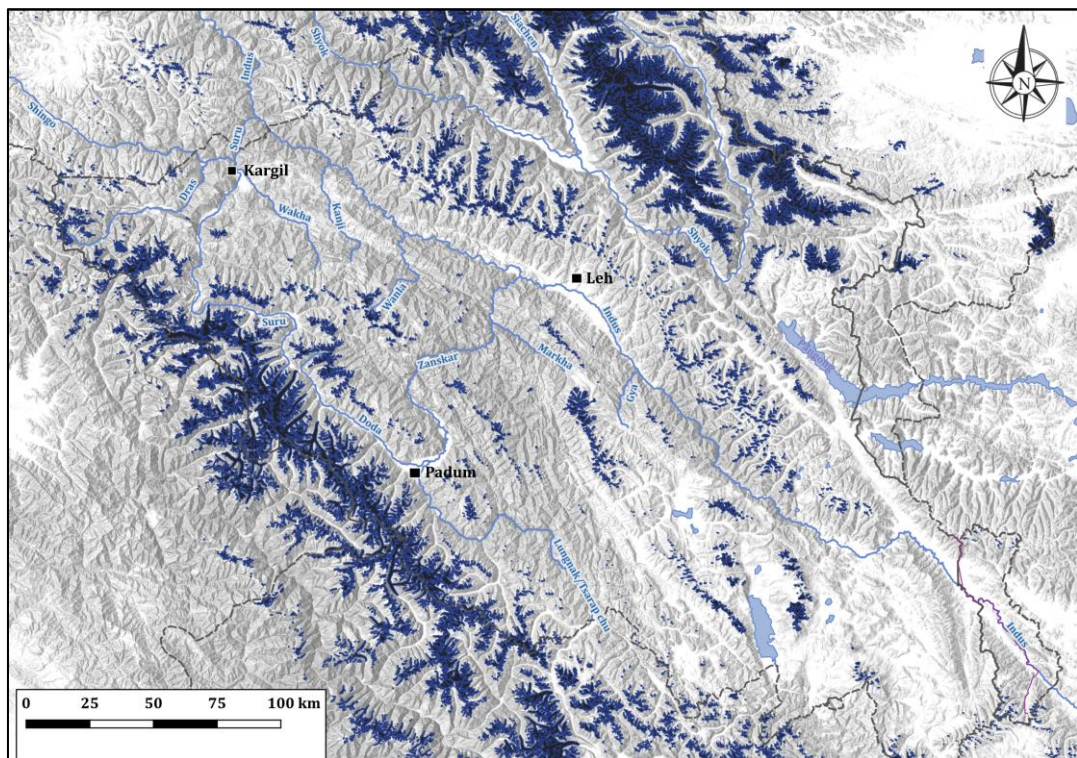 Shyok
Indus
Siachen
N
Shingo
Suru
Kargil
Dras
Wakha
Kanji
Shyok
Leh
Wanla
Indus
Suru
Zanskar
Markha
Gya
Doda
Padum
Lungnak/Tsarap chu
Indus
0 25 50 75 100 km